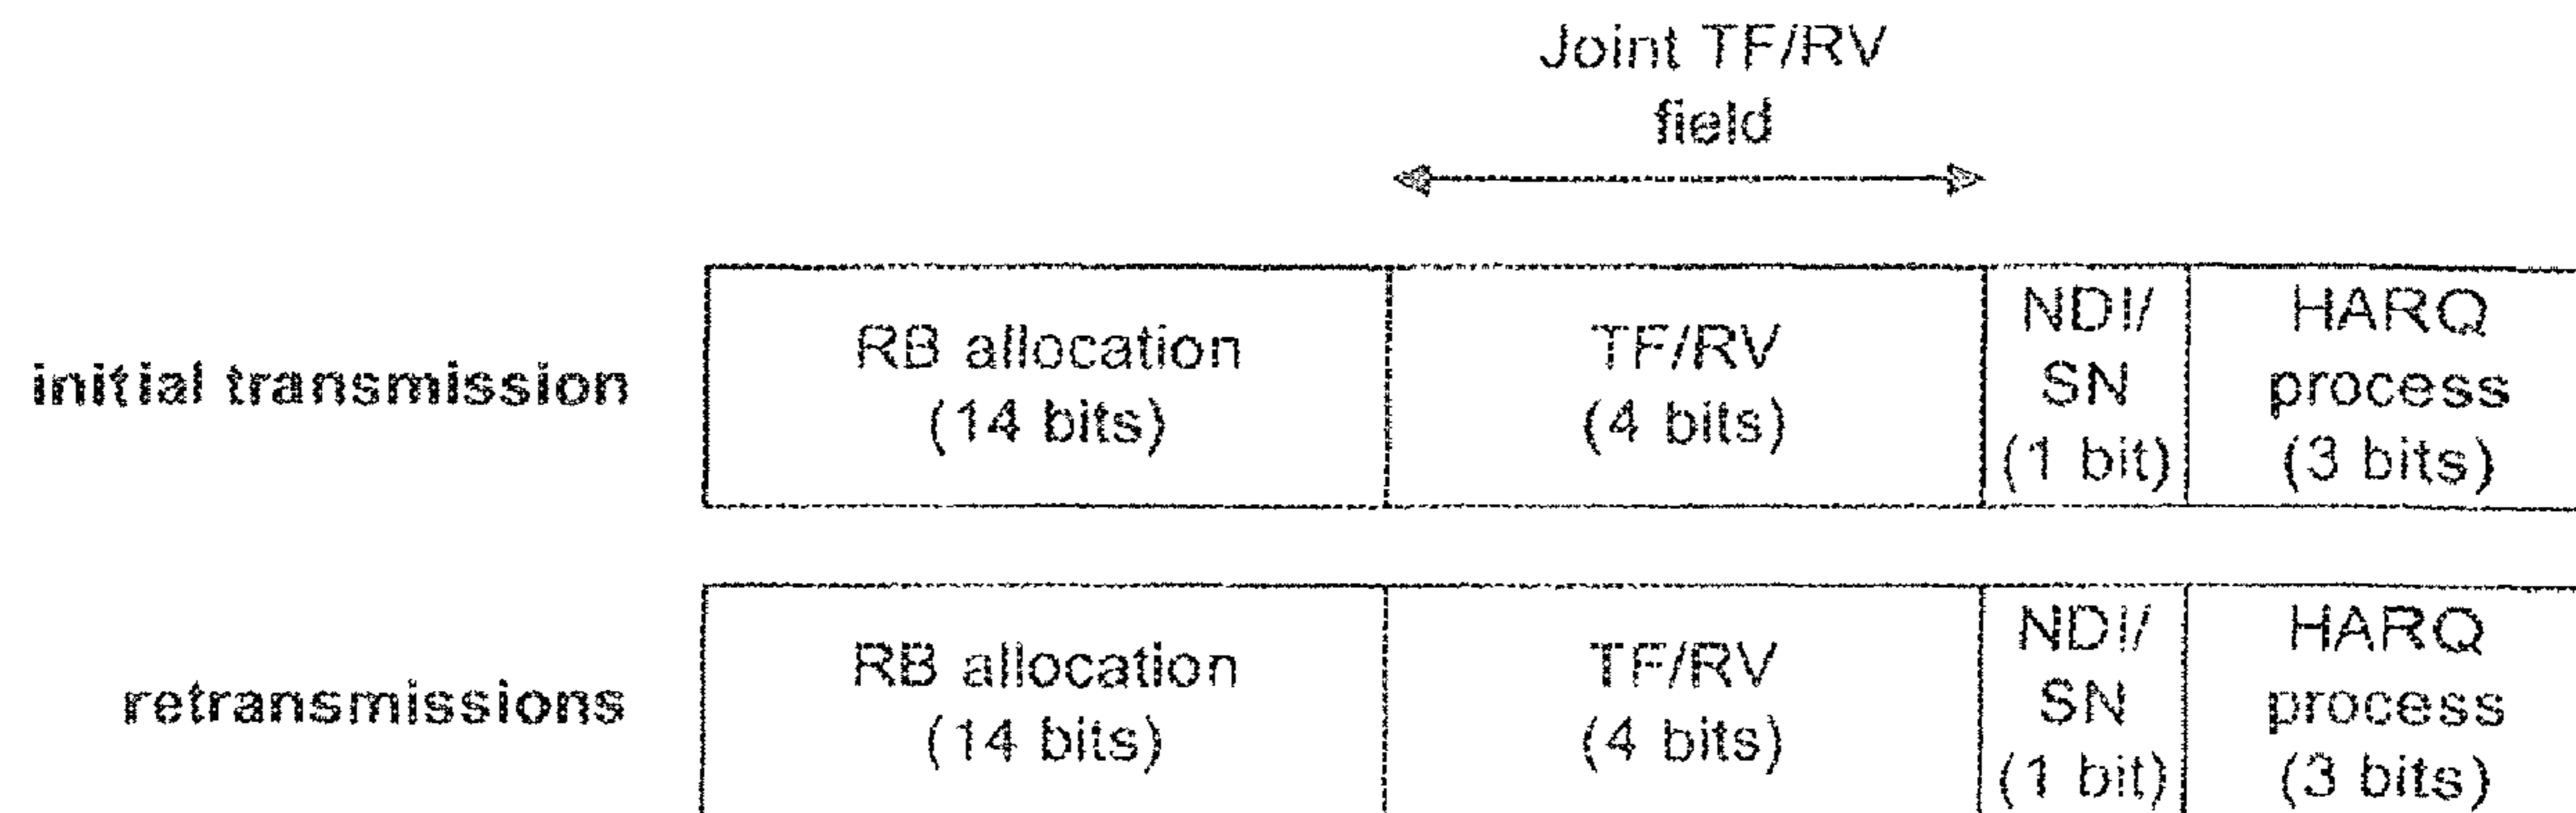 Joint TF/RV
field
initial transmission
RB allocation
(14 bits)
TF/RV
(4 bits)
NDI/
SN
(1 bit)
HARQ
process
(3 bits)
retransmissions
RB allocation
(14 bits)
TF/RV
(4 bits)
NDI/
SN
(1 bit)
HARQ
process
(3 bits)